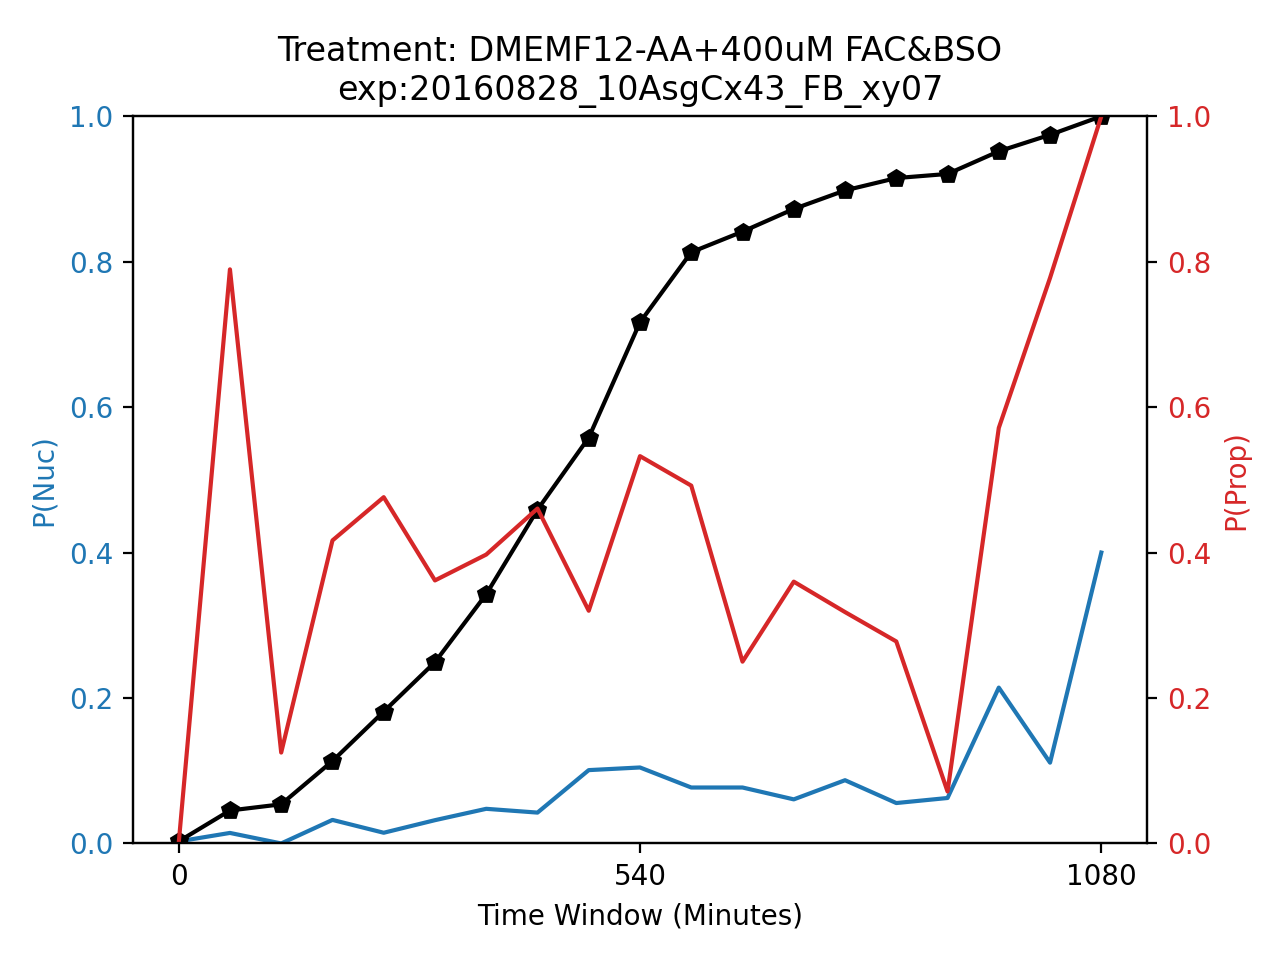 Treatment: DMEMF12-AA+400uM FAC&BSO
exp:20160828_10AsgCx43_FB_xy07
1.0
0.8
0.6
0.4
0.2
0.0
P(Nuc)
1.0
0.8
0.6
0.4
0.2
0.0
P(Prop)
0 540 1080
Time Window (Minutes)